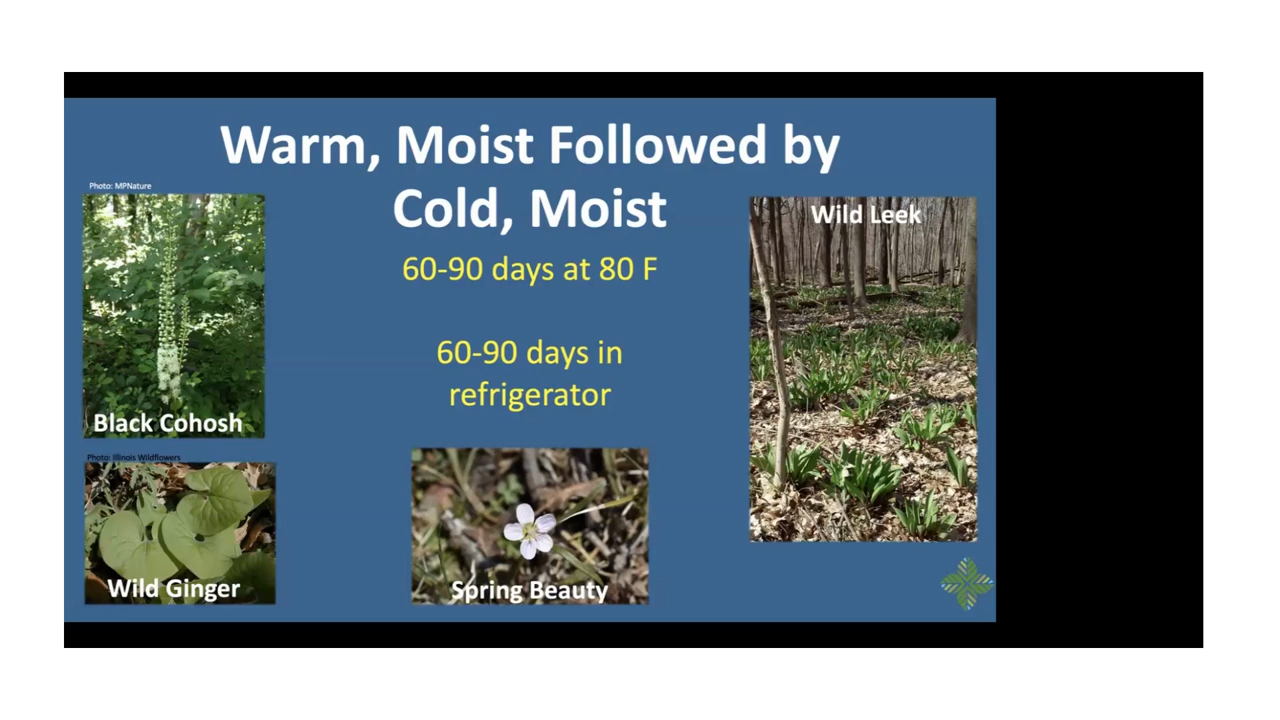 Warm, Moist Followed by
Cold, Moist
60-90 days at 80 F
60-90 days in
refrigerator
Photo: MPNature
Black Cohosh
Photo: Illinois Wildflowers
Wild Ginger
Spring Beauty
Wild Leek